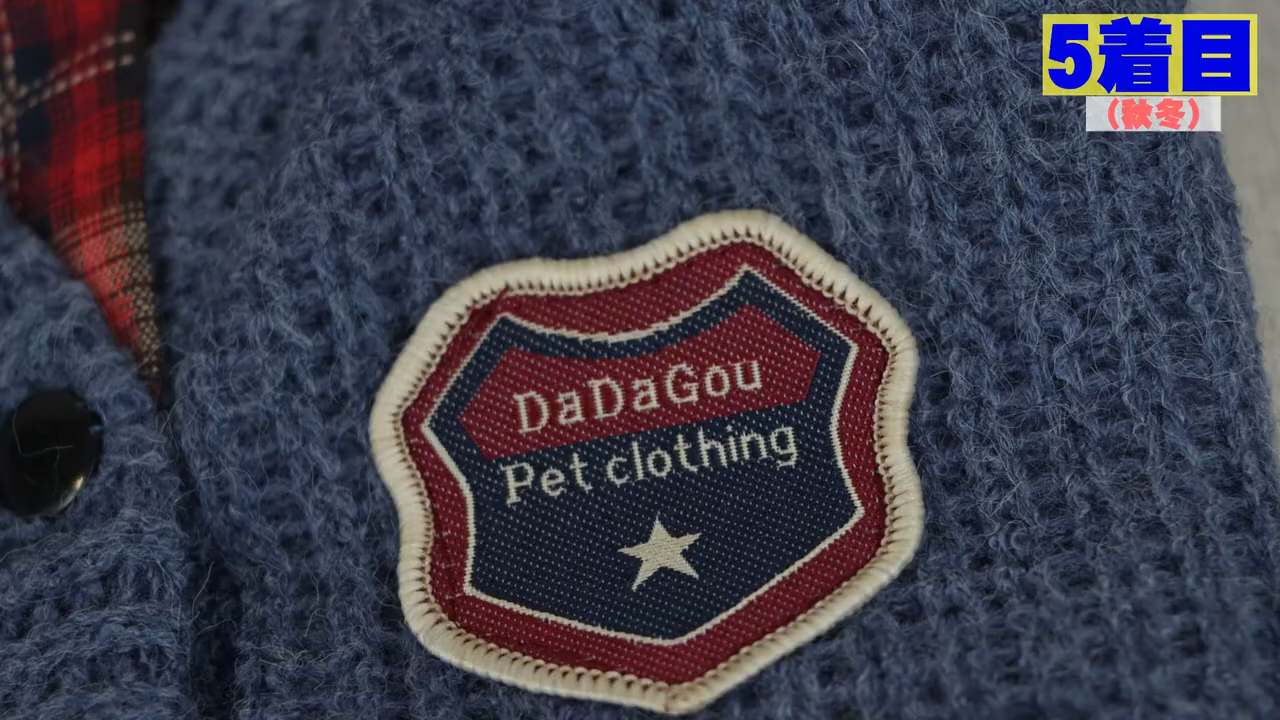 5着目
（秋冬）
DaDaGou
Pet clothing